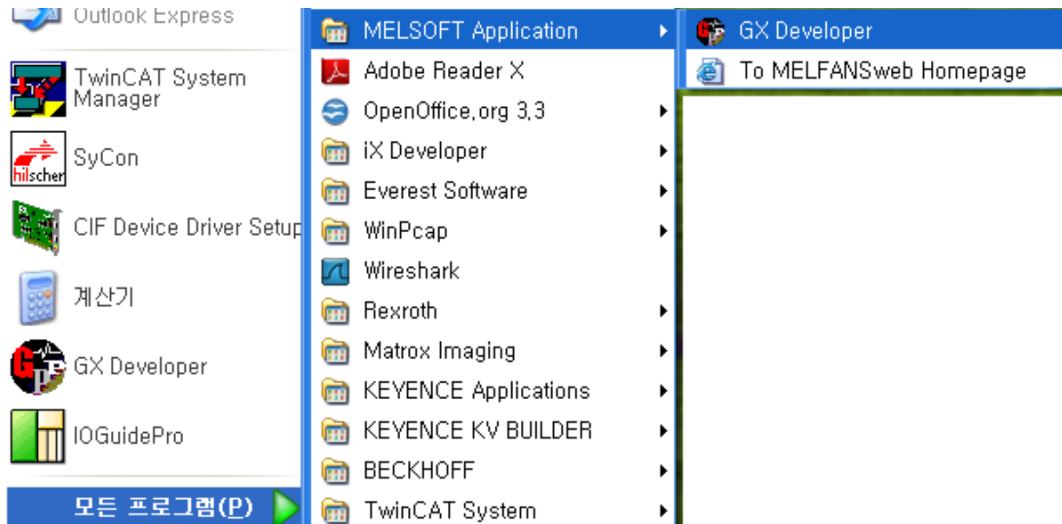 Outlook Express
TwinCAT System
Manager
hilscher
SyCon
CIF Device Driver Setup
계산기
GX Developer
IOGuidePro
모든 프로그램(P)
MELSOFT Application
Adobe Reader X
OpenOffice,org 3,3
iX Developer
Everest Software
WinPcap
Wireshark
Rexroth
Matrox Imaging
KEYENCE Applications
KEYENCE KV BUILDER
BECKHOFF
TwinCAT System
GX Developer
To MELFANSweb Homepage